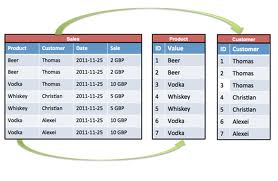 Sales
Product Customer Date Sale
Beer Thomas 2011-11-25 2 GBP
Beer Thomas 2011-11-25 2 GBP
Vodka Thomas 2011-11-25 10 GBP
Whiskey Christian 2011-11-25 5 GBP
Whiskey Christian 2011-11-25 5 GBP
Vodka Alexei 2011-11-25 10 GBP
Vodka Alexei 2011-11-25 10 GBP
Product
ID Value
1 Beer
2 Beer
3 Vodka
4 Whiskey
5 Whiskey
6 Vodka
7 Vodka
Customer
ID Customer
1 Thomas
2 Thomas
3 Thomas
4 Christian
5 Christian
6 Alexei
7 Alexei